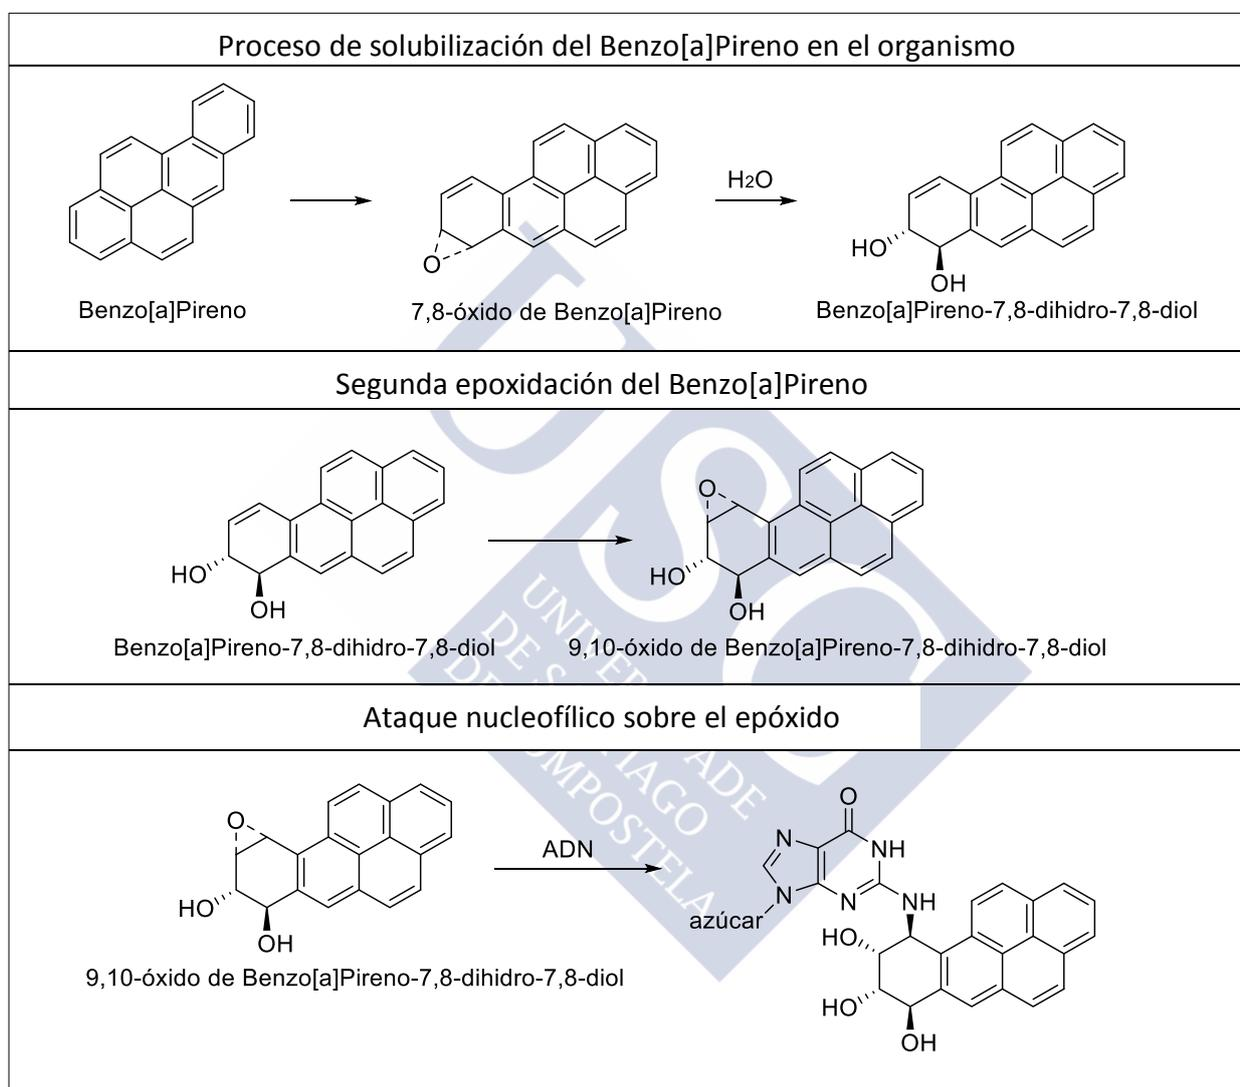 Proceso de solubilización del Benzo[a]Pireno en el organismo
O
H2O
HO
OH
Benzo[a]Pireno
7,8-óxido de Benzo[a]Pireno
Benzo[a]Pireno-7,8-dihidro-7,8-diol
Segunda epoxidación del Benzo[a]Pireno
HO
OH
O
HO
OH
Benzo[a]Pireno-7,8-dihidro-7,8-diol
9,10-óxido de Benzo[a]Pireno-7,8-dihidro-7,8-diol
Ataque nucleofílico sobre el epóxido
O
HO
OH
ADN
O
N
NH
N
N
NH
azúcar
HO
HO
OH
9,10-óxido de Benzo[a]Pireno-7,8-dihidro-7,8-diol
USC
DE
COMPOSTELA